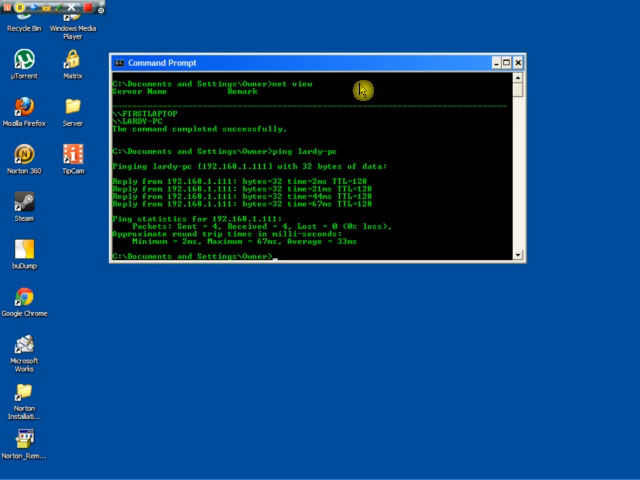 Recycle Bin
Windows Media
Player
µTorrent
Matrix
Mozilla Firefox
Server
Norton 360
TipCam
Steam
buDump
Google Chrome
Microsoft
Works
Norton
Installati...
Norton_Rem...
Command Prompt
C:\Documents and Settings\Owner>net view
Server Name Remark
\\FIRSTLAPTOP
\\LARDY-PC
The command completed successfully.
C:\Documents and Settings\Owner>ping lardy-pc
Pinging lardy-pc [192.168.1.111] with 32 bytes of data:
Reply from 192.168.1.111: bytes=32 time=2ms TTL=128
Reply from 192.168.1.111: bytes=32 time=21ms TTL=128
Reply from 192.168.1.111: bytes=32 time=44ms TTL=128
Reply from 192.168.1.111: bytes=32 time=67ms TTL=128
Ping statistics for 192.168.1.111:
Packets: Sent = 4, Received = 4, Lost = 0 (0% loss),
Approximate round trip times in milli-seconds:
Minimum = 2ms, Maximum = 67ms, Average = 33ms
C:\Documents and Settings\Owner>_